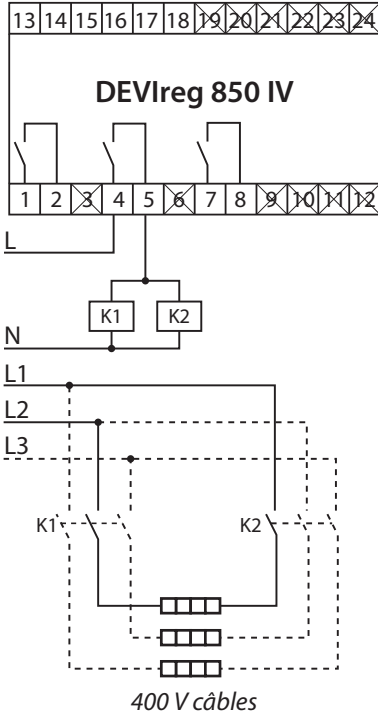 13 14 15 16 17 18 19 20 21 22 23 24
DEVIreg 850 IV
1 2 3 4 5 6 7 8 9 10 11 12
L
K1 K2
N
L1
L2
L3
K1 K2
400 V câbles